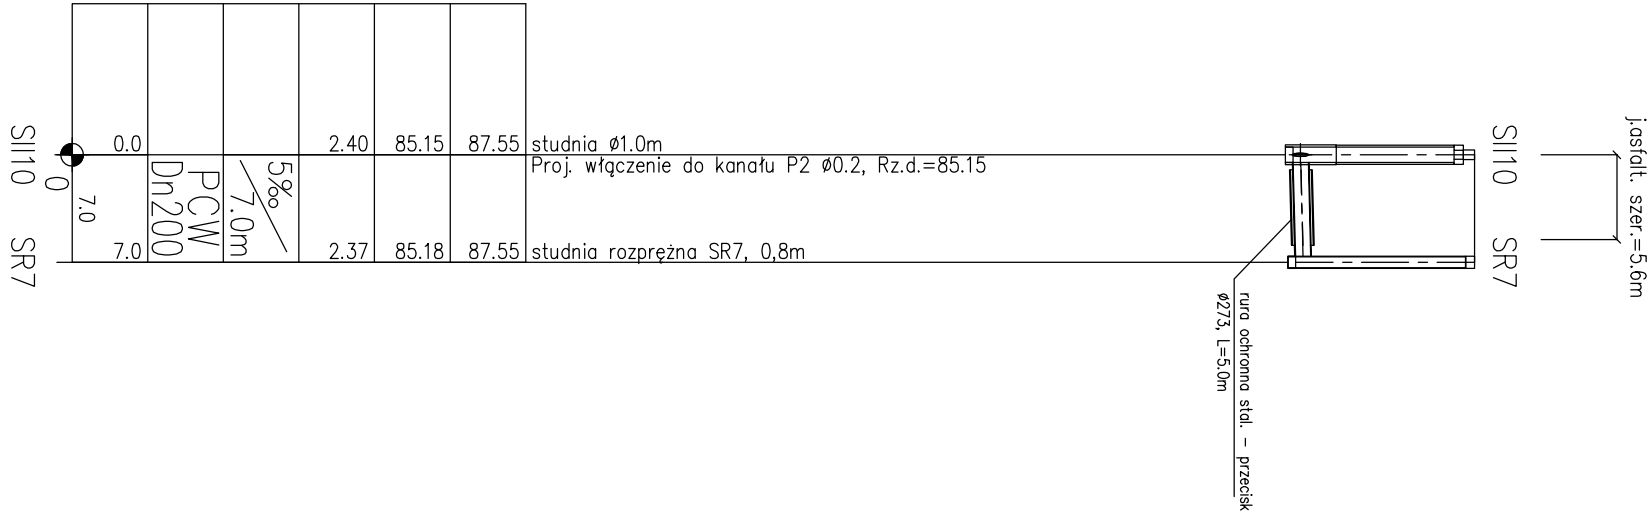 SII10
SR7
0
7.0
0.0
7.0
PCW
Dn200
5‰
7.0m
2.40
85.15
87.55
studnia ø1.0m
Proj. włączenie do kanału P2 ø0.2, Rz.d.=85.15
2.37
85.18
87.55
studnia rozprężna SR7, 0,8m
rura ochronna stal. – przecisk
ø273, L=5.0m
SII10
SR7
j.asfalt. szer.=5.6m